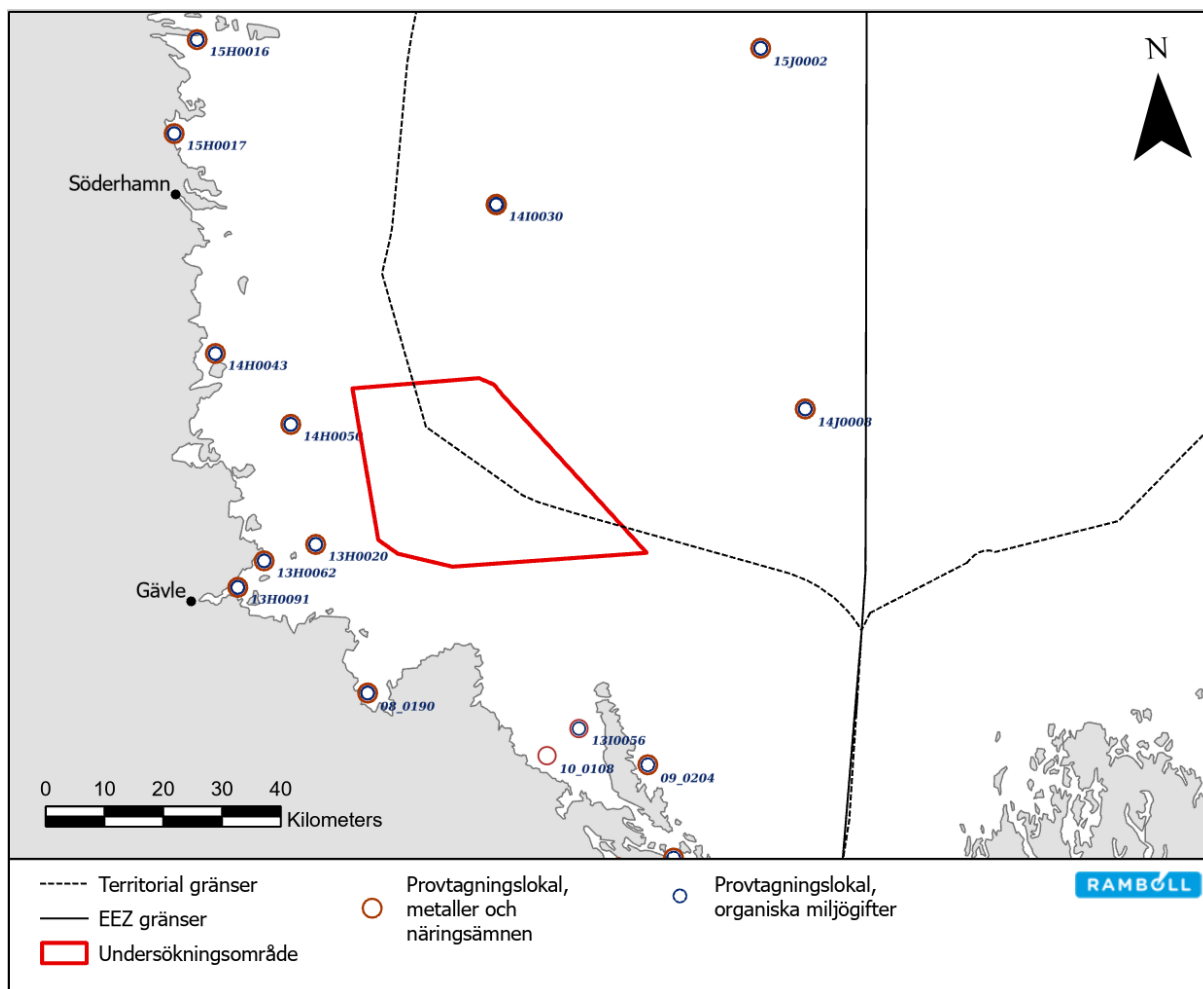 15H0016
15J0002
N
15H0017
Söderhamn
14I0030
14H0043
14H0050
14J0008
13H0020
13H0062
Gävle
13H0091
08_0190
13I0056
10_0108
09_0204
0 10 20 30 40
Kilometers
Territorial gränser
EEZ gränser
Undersökningsområde
Provtagningslokal,
metaller och
näringsämnen
Provtagningslokal,
organiska miljögifter
RAMBOLL